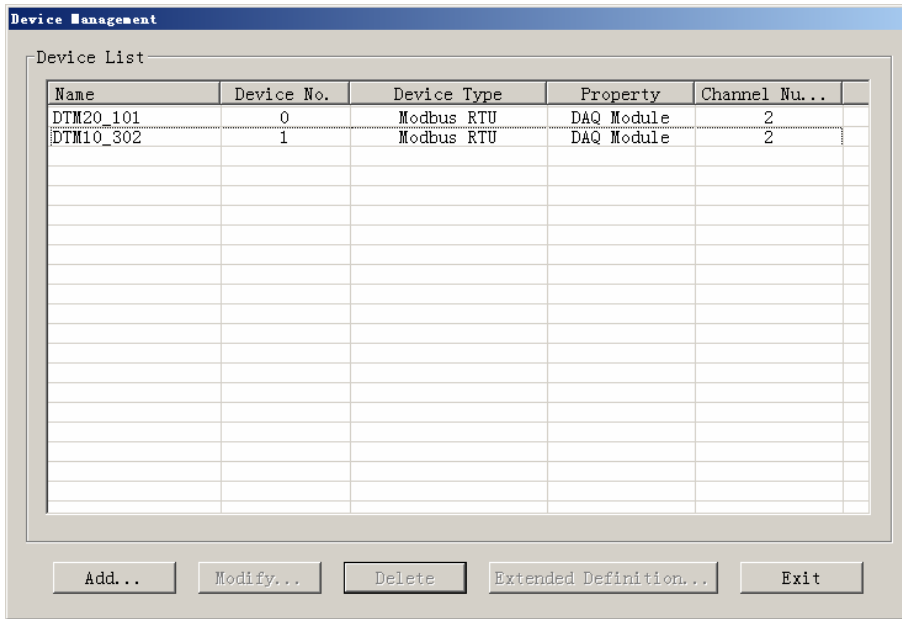 Device Management
Device List
Name Device No. Device Type Property Channel Nu...
DTM20_101 0 Modbus RTU DAQ Module 2
DTM10_302 1 Modbus RTU DAQ Module 2
Add... Modify... Delete Extended Definition... Exit